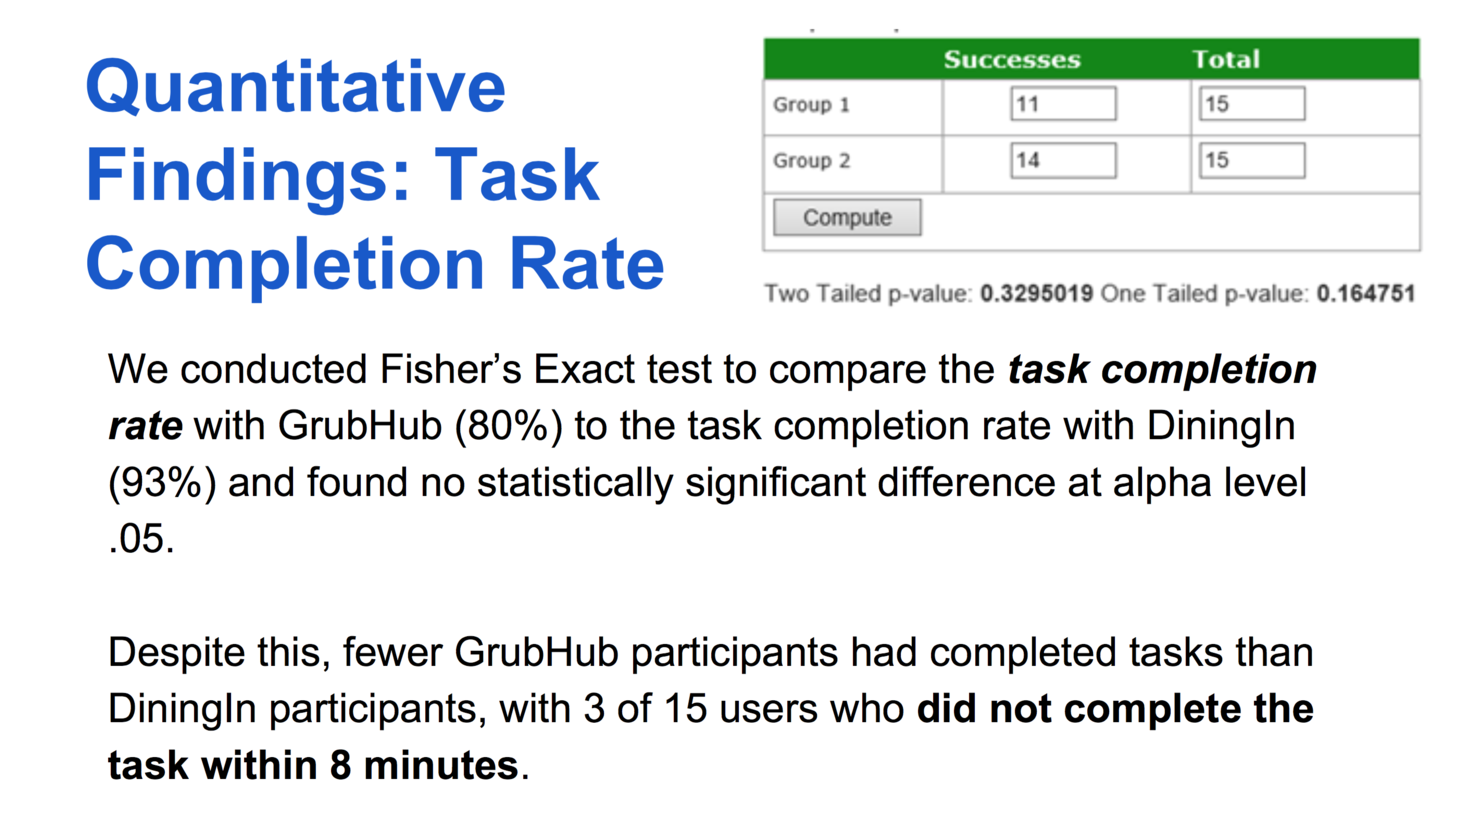 Quantitative
Findings: Task
Completion Rate
Successes Total
Group 1 11 15
Group 2 14 15
Compute
Two Tailed p-value: 0.3295019 One Tailed p-value: 0.164751
We conducted Fisher’s Exact test to compare the task completion
rate with GrubHub (80%) to the task completion rate with DiningIn
(93%) and found no statistically significant difference at alpha level
.05.
Despite this, fewer GrubHub participants had completed tasks than
DiningIn participants, with 3 of 15 users who did not complete the
task within 8 minutes.